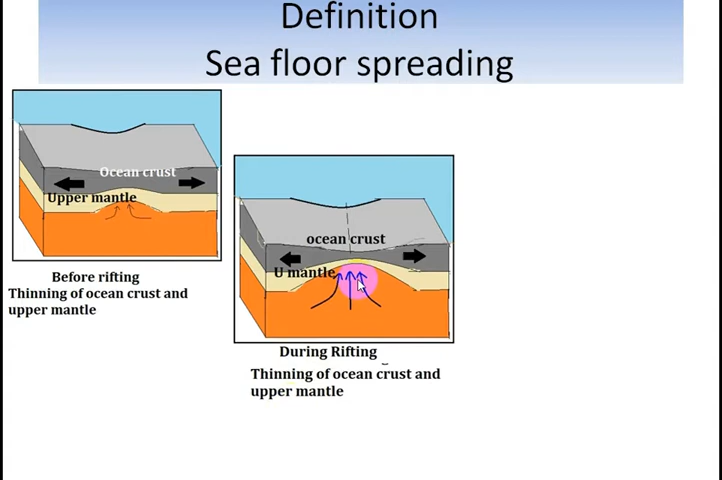 Definition
Sea floor spreading
Ocean crust
Upper mantle
Before rifting
Thinning of ocean crust and
upper mantle
ocean crust
U mantle
During Rifting
Thinning of ocean crust and
upper mantle